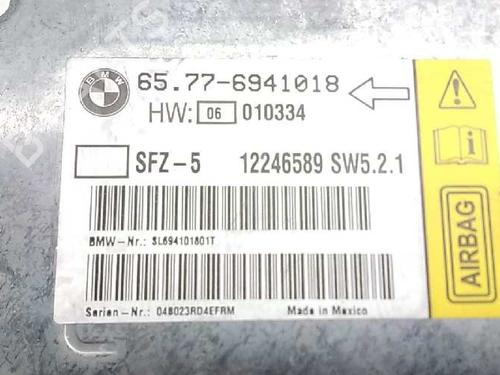 BMW
65.77-6941018
HW: 06 010334
SFZ-5 12246589 SW5.2.1
BMW-Nr.: SL694101801T
Serien-Nr.: 048023RD4EFRM Made in Mexico
AIRBAG